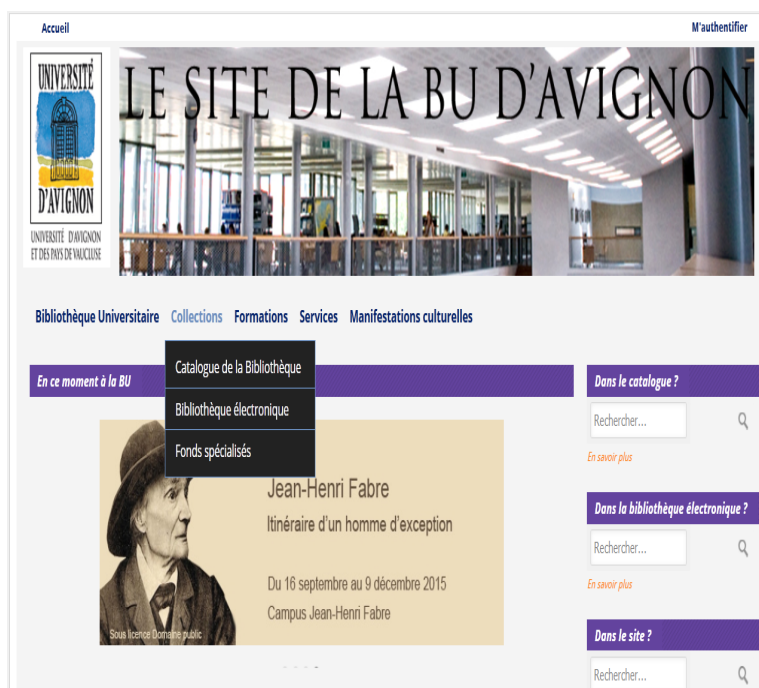 Accueil
M'authentifier
UNIVERSITÉ
D'AVIGNON
UNIVERSITÉ D'AVIGNON
ET DES PAYS DE VAUCLUSE
LE SITE DE LA BU D'AVIGNON
Bibliothèque Universitaire Collections Formations Services Manifestations culturelles
Catalogue de la Bibliothèque
Bibliothèque électronique
Fonds spécialisés
En ce moment à la BU
Jean-Henri Fabre
Itinéraire d'un homme d'exception
Du 16 septembre au 9 décembre 2015
Campus Jean-Henri Fabre
Sous licence Domaine public
Dans le catalogue ?
Rechercher...
En savoir plus
Dans la bibliothèque électronique ?
Rechercher...
En savoir plus
Dans le site ?
Rechercher...